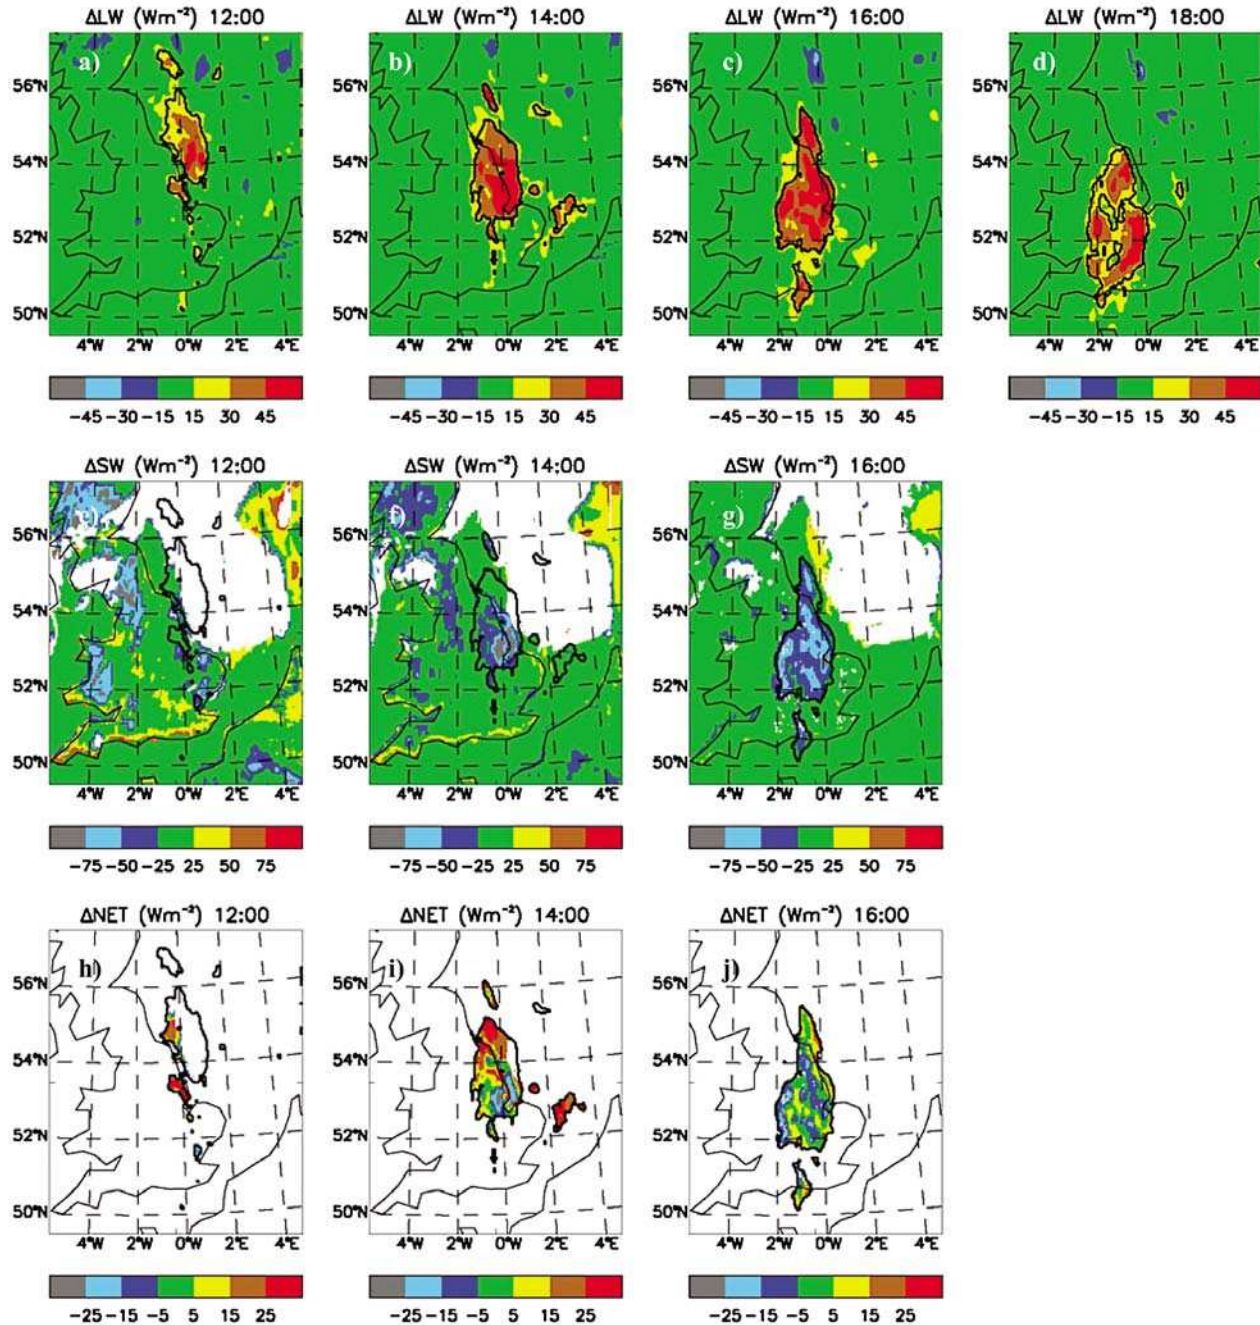 ΔLW (Wm⁻²) 12:00
ΔLW (Wm⁻²) 14:00
ΔLW (Wm⁻²) 16:00
ΔLW (Wm⁻²) 18:00
a)
b)
c)
d)
56°N
54°N
52°N
50°N
4°W 2°W 0°W 2°E 4°E
56°N
54°N
52°N
50°N
4°W 2°W 0°W 2°E 4°E
56°N
54°N
52°N
50°N
4°W 2°W 0°W 2°E 4°E
56°N
54°N
52°N
50°N
4°W 2°W 0°W 2°E 4°E
-45 -30 -15 15 30 45
-45 -30 -15 15 30 45
-45 -30 -15 15 30 45
-45 -30 -15 15 30 45
ΔSW (Wm⁻²) 12:00
ΔSW (Wm⁻²) 14:00
ΔSW (Wm⁻²) 16:00
e)
f)
g)
56°N
54°N
52°N
50°N
4°W 2°W 0°W 2°E 4°E
56°N
54°N
52°N
50°N
4°W 2°W 0°W 2°E 4°E
56°N
54°N
52°N
50°N
4°W 2°W 0°W 2°E 4°E
-75 -50 -25 25 50 75
-75 -50 -25 25 50 75
-75 -50 -25 25 50 75
ΔNET (Wm⁻²) 12:00
ΔNET (Wm⁻²) 14:00
ΔNET (Wm⁻²) 16:00
h)
i)
j)
56°N
54°N
52°N
50°N
4°W 2°W 0°W 2°E 4°E
56°N
54°N
52°N
50°N
4°W 2°W 0°W 2°E 4°E
56°N
54°N
52°N
50°N
4°W 2°W 0°W 2°E 4°E
-25 -15 -5 5 15 25
-25 -15 -5 5 15 25
-25 -15 -5 5 15 25